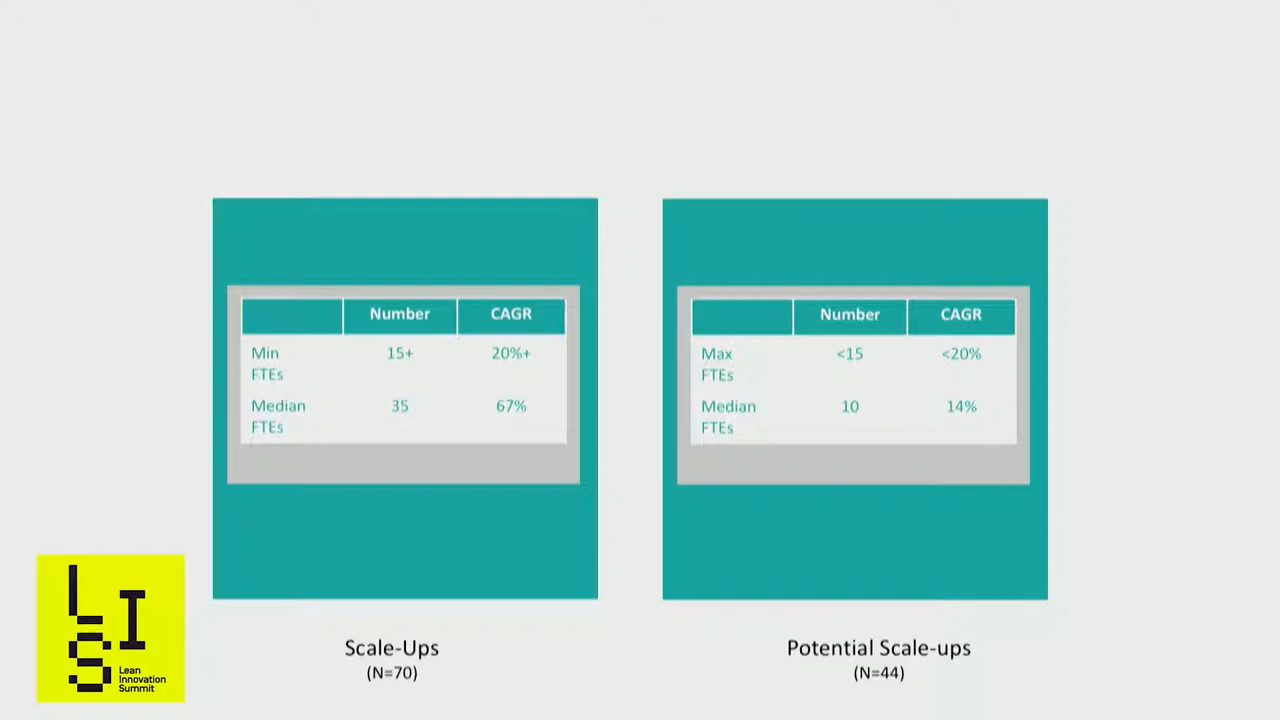 Number CAGR
Min FTEs 15+ 20%+
Median FTEs 35 67%
Number CAGR
Max FTEs <15 <20%
Median FTEs 10 14%
Scale-Ups
(N=70)
Potential Scale-ups
(N=44)
LIS
Lean
Innovation
Summit